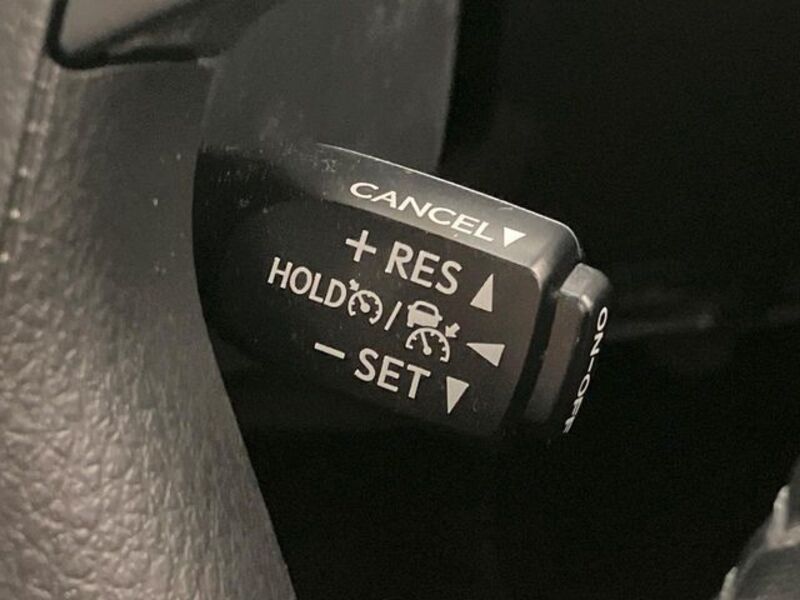 CANCEL▼
+ RES ▲
HOLD / ◀
− SET ▼
ON-OFF